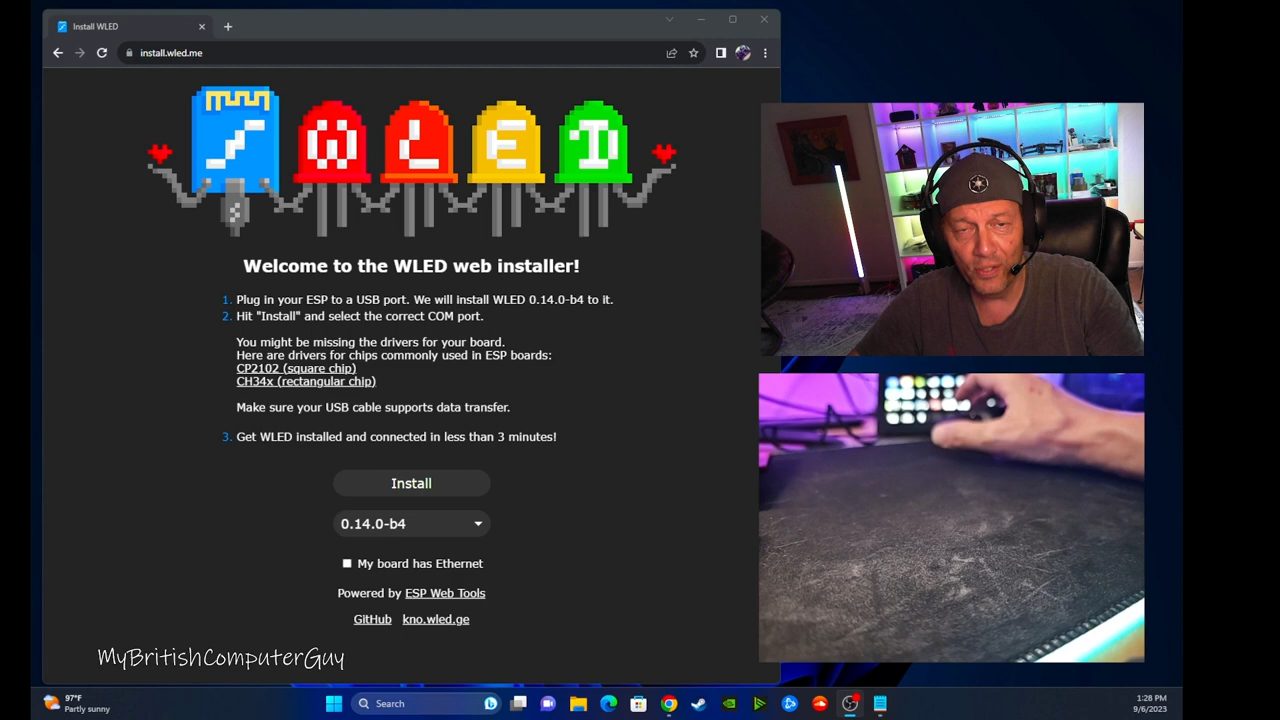 Install WLED
install.wled.me
WLED
Welcome to the WLED web installer!
1. Plug in your ESP to a USB port. We will install WLED 0.14.0-b4 to it.
2. Hit "Install" and select the correct COM port.
You might be missing the drivers for your board.
Here are drivers for chips commonly used in ESP boards:
CP2102 (square chip)
CH34x (rectangular chip)
Make sure your USB cable supports data transfer.
3. Get WLED installed and connected in less than 3 minutes!
Install
0.14.0-b4
My board has Ethernet
Powered by ESP Web Tools
GitHub kno.wled.ge
MyBritishComputerGuy
97°F
Partly sunny
Search
1:28 PM
9/6/2023